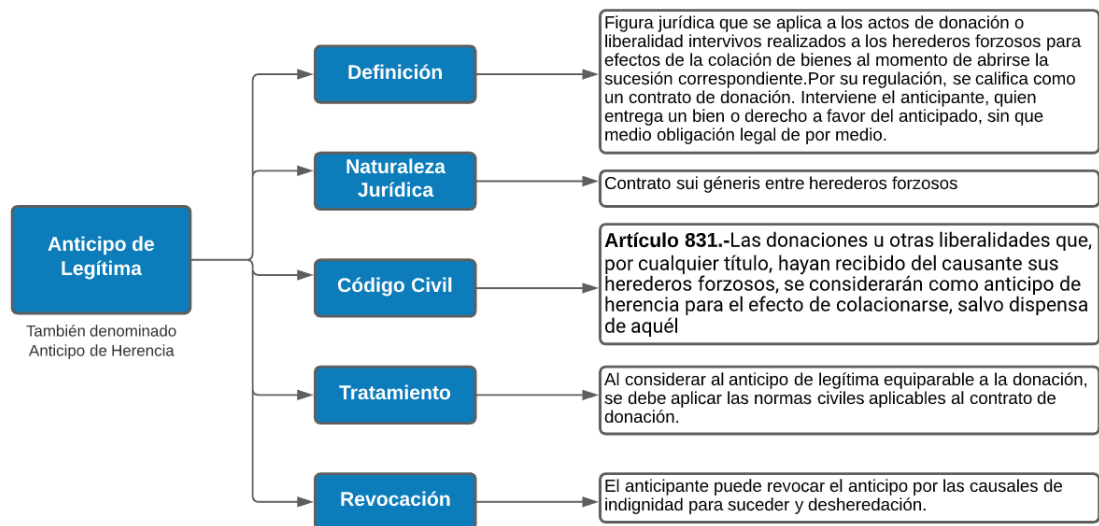 Anticipo de
Legítima
También denominado
Anticipo de Herencia
Definición
Figura jurídica que se aplica a los actos de donación o
liberalidad intervivos realizados a los herederos forzosos para
efectos de la colación de bienes al momento de abrirse la
sucesión correspondiente.Por su regulación, se califica como
un contrato de donación. Interviene el anticipante, quien
entrega un bien o derecho a favor del anticipado, sin que
medio obligación legal de por medio.
Naturaleza
Jurídica
Contrato sui géneris entre herederos forzosos
Código Civil
Artículo 831.-Las donaciones u otras liberalidades que,
por cualquier título, hayan recibido del causante sus
herederos forzosos, se considerarán como anticipo de
herencia para el efecto de colacionarse, salvo dispensa
de aquél
Tratamiento
Al considerar al anticipo de legítima equiparable a la donación,
se debe aplicar las normas civiles aplicables al contrato de
donación.
Revocación
El anticipante puede revocar el anticipo por las causales de
indignidad para suceder y desheredación.